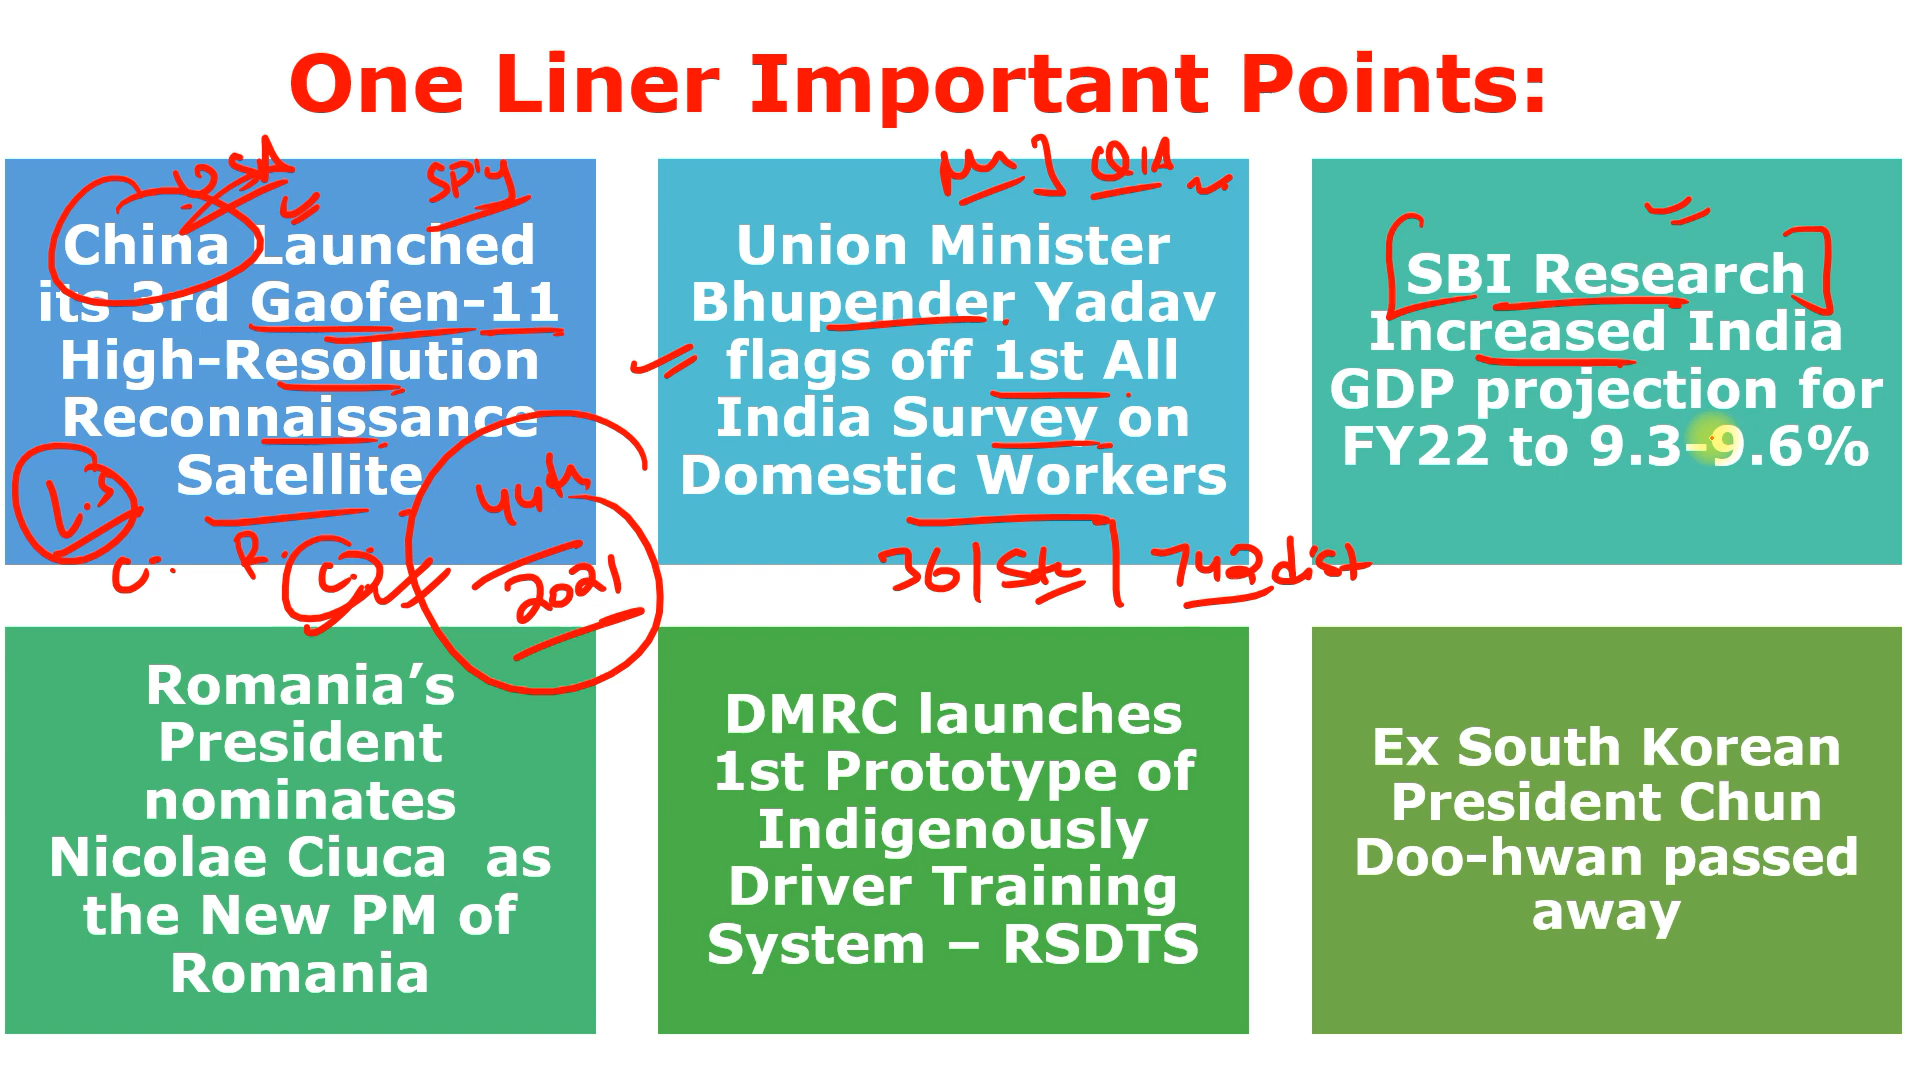 One Liner Important Points:
USA
SPY
China Launched
its 3rd Gaofen-11
High-Resolution
Reconnaissance
Satellite
44th
2021
QIA
Union Minister
Bhupender Yadav
flags off 1st All
India Survey on
Domestic Workers
742 dist
SBI Research
Increased India
GDP projection for
FY22 to 9.3-9.6%
Romania’s
President
nominates
Nicolae Ciuca as
the New PM of
Romania
DMRC launches
1st Prototype of
Indigenously
Driver Training
System – RSDTS
Ex South Korean
President Chun
Doo-hwan passed
away